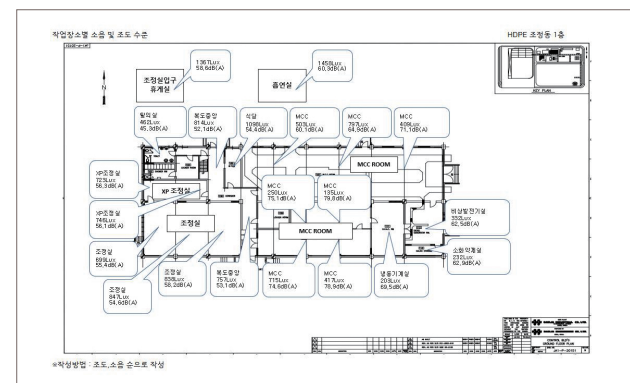 작업장소별 소음 및 조도 수준
HDPE 조정동 1층
KEY PLAN
N
조정실입구
휴게실
1367Lux
58,6dB(A)
흡연실
1458Lux
60,3dB(A)
탈의실
462Lux
45,3dB(A)
복도중앙
814Lux
52,1dB(A)
식당
1098Lux
54,4dB(A)
MCC
503Lux
60,1dB(A)
MCC
797Lux
64,9dB(A)
MCC
409Lux
71,1dB(A)
MCC ROOM
XP조정실
723Lux
56,3dB(A)
XP 조정실
MCC
250Lux
75,1dB(A)
MCC
135Lux
79,8dB(A)
XP조정실
746Lux
56,1dB(A)
조정실
MCC ROOM
비상발전기실
332Lux
62,5dB(A)
조정실
699Lux
55,4dB(A)
소화약제실
232Lux
62,9dB(A)
조정실
847Lux
54,6dB(A)
조정실
638Lux
58,2dB(A)
복도중앙
757Lux
53,1dB(A)
MCC
715Lux
74,6dB(A)
MCC
417Lux
78,9dB(A)
냉동기계실
203Lux
69,5dB(A)
CONTROL BLD'G
GROUND FLOOR PLAN
※작성방법 : 조도,소음 순으로 작성